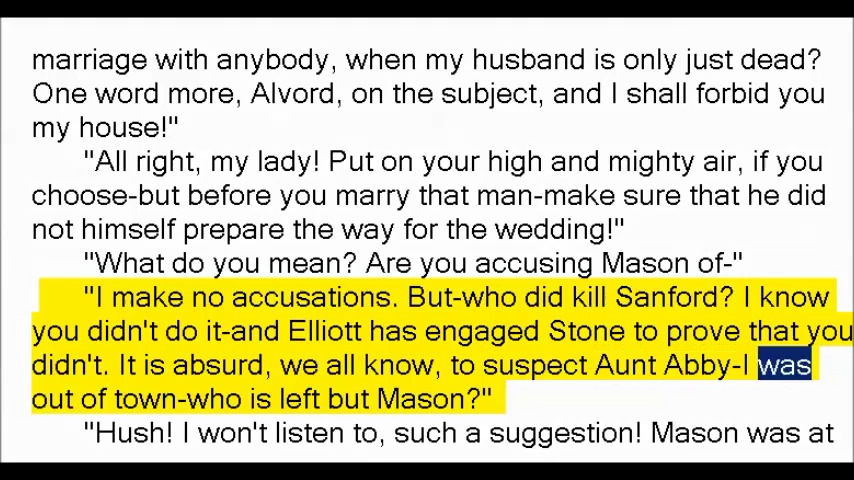 marriage with anybody, when my husband is only just dead?
One word more, Alvord, on the subject, and I shall forbid you
my house!"
"All right, my lady! Put on your high and mighty air, if you
choose-but before you marry that man-make sure that he did
not himself prepare the way for the wedding!"
"What do you mean? Are you accusing Mason of-"
"I make no accusations. But-who did kill Sanford? I know
you didn't do it-and Elliott has engaged Stone to prove that you
didn't. It is absurd, we all know, to suspect Aunt Abby-I was
out of town-who is left but Mason?"
"Hush! I won't listen to, such a suggestion! Mason was at